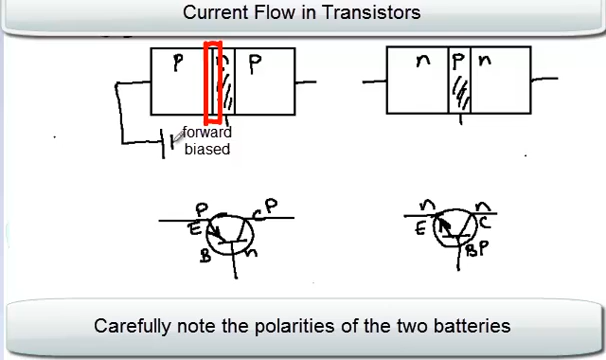 Current Flow in Transistors
p n p
n p n
forward
biased
P C P
E
B n
n n
E C
B P
Carefully note the polarities of the two batteries